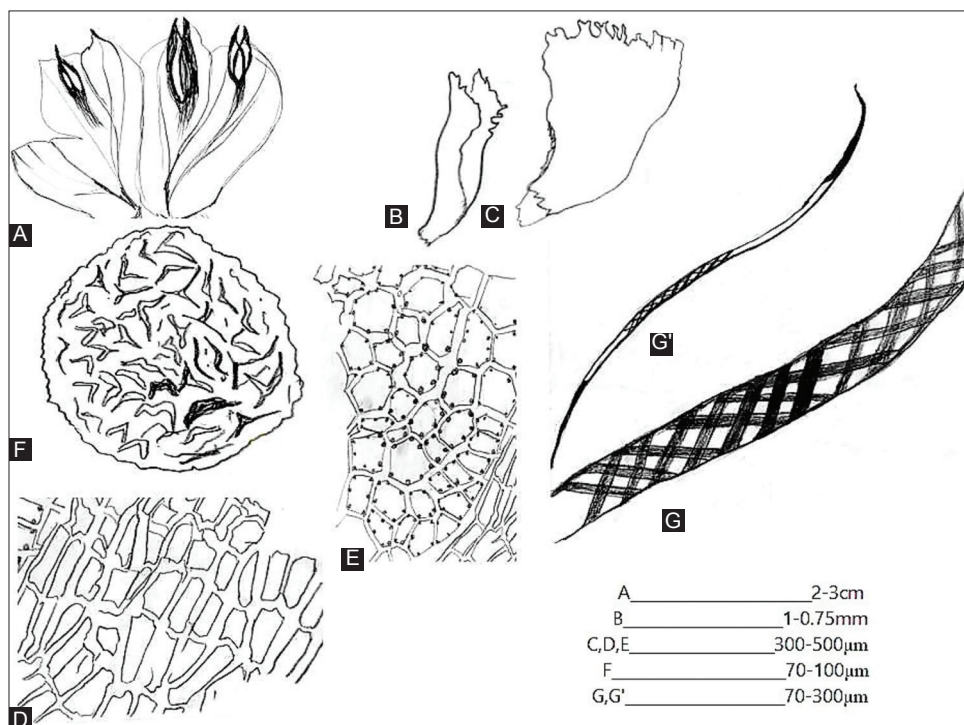 A
B
C
G'
E
F
G
D
A 2-3cm
B 1-0.75mm
C,D,E 300-500µm
F 70-100µm
G,G' 70-300µm